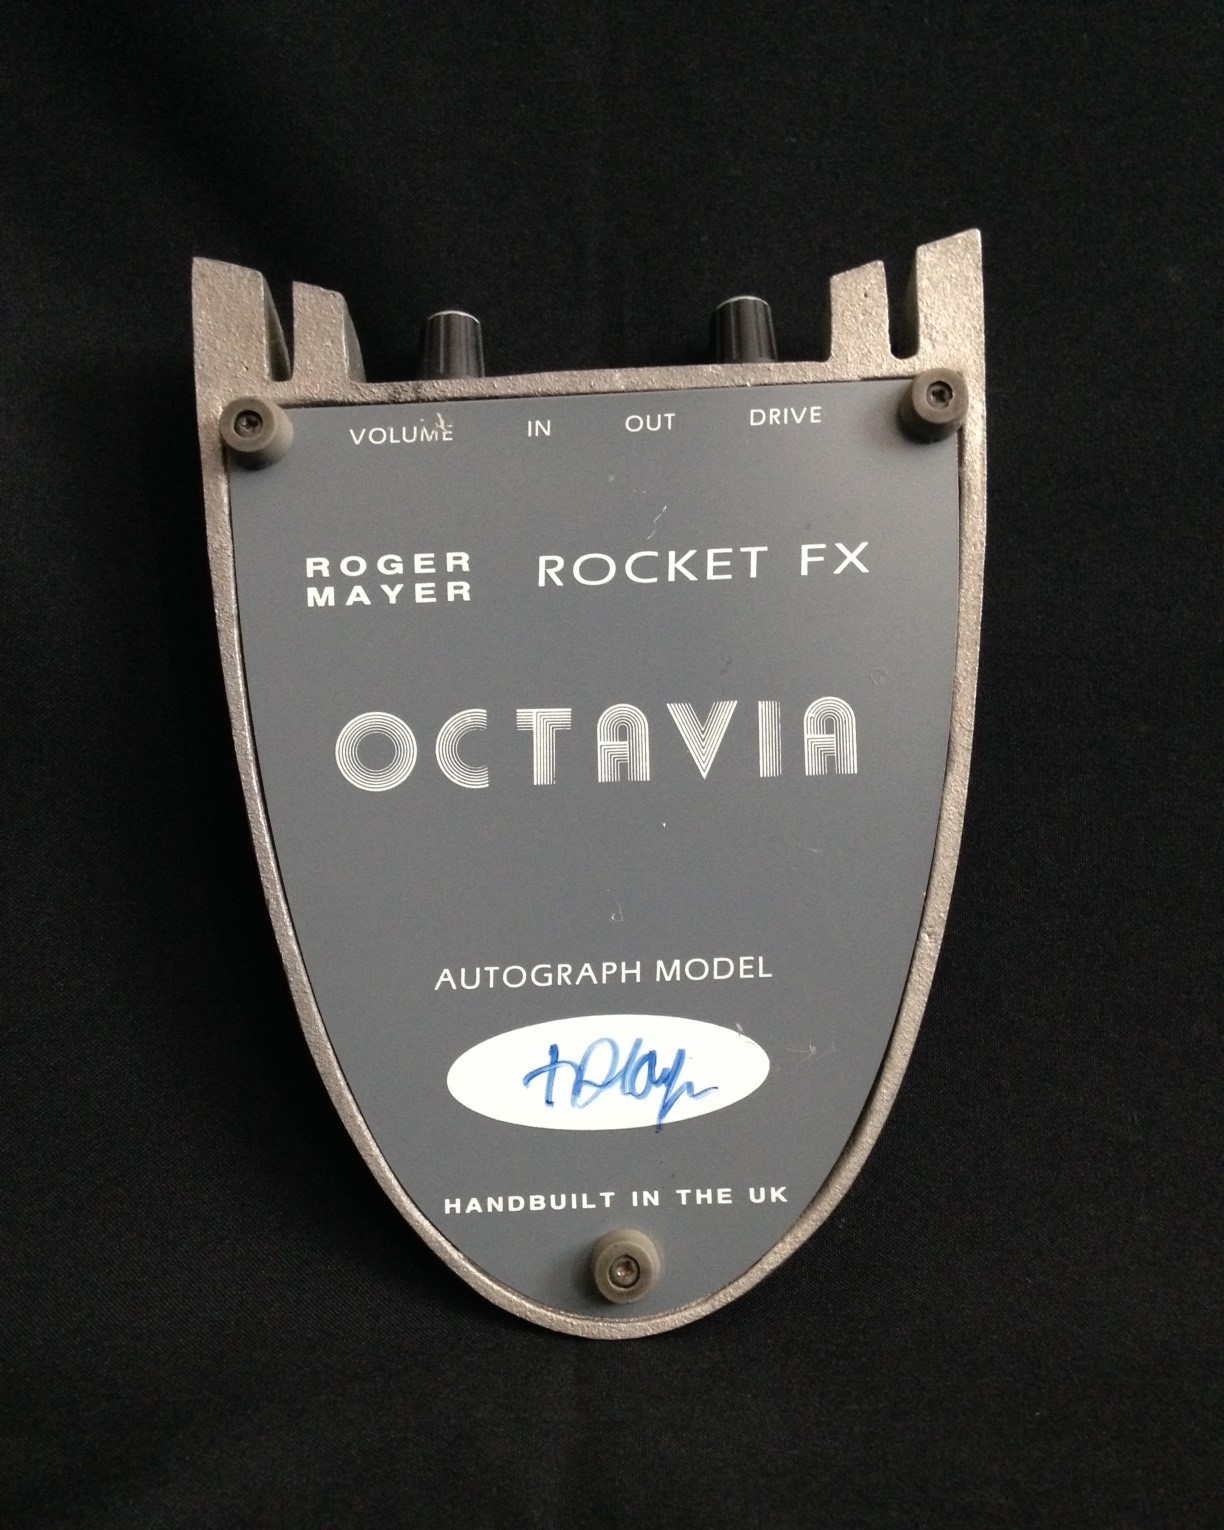 VOLUME IN OUT DRIVE
ROGER MAYER
ROCKET FX
OCTAVIA
AUTOGRAPH MODEL
HANDBUILT IN THE UK